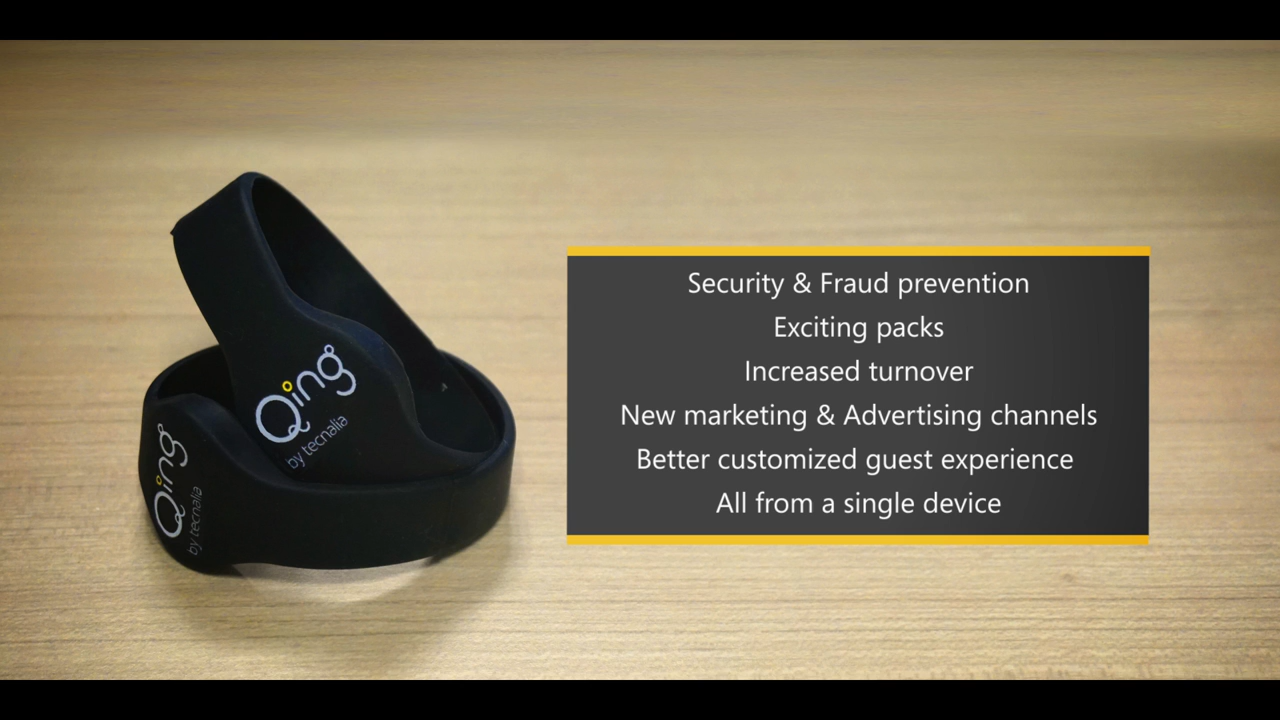 Qing
by tecnalia
Qing
by tecnalia
Security & Fraud prevention
Exciting packs
Increased turnover
New marketing & Advertising channels
Better customized guest experience
All from a single device